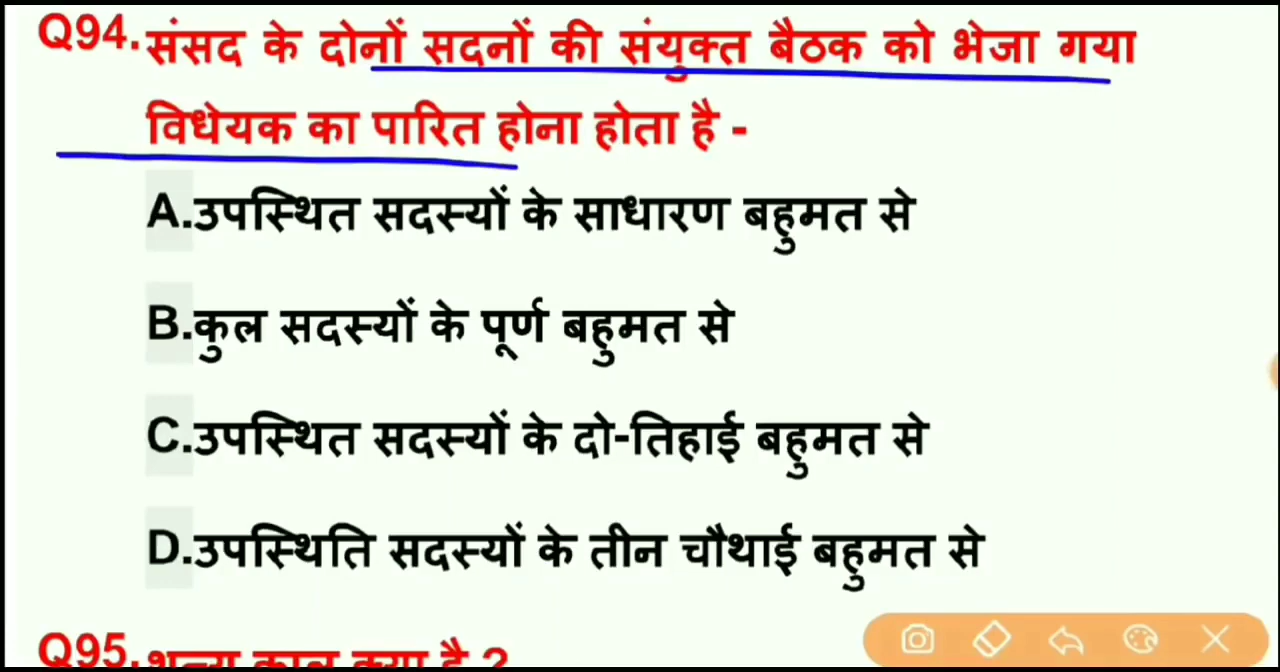 Q94. संसद के दोनों सदनों की संयुक्त बैठक को भेजा गया
विधेयक का पारित होना होता है -
A.उपस्थित सदस्यों के साधारण बहुमत से
B.कुल सदस्यों के पूर्ण बहुमत से
C.उपस्थित सदस्यों के दो-तिहाई बहुमत से
D.उपस्थिति सदस्यों के तीन चौथाई बहुमत से
Q95. शून्य काल क्या है ?